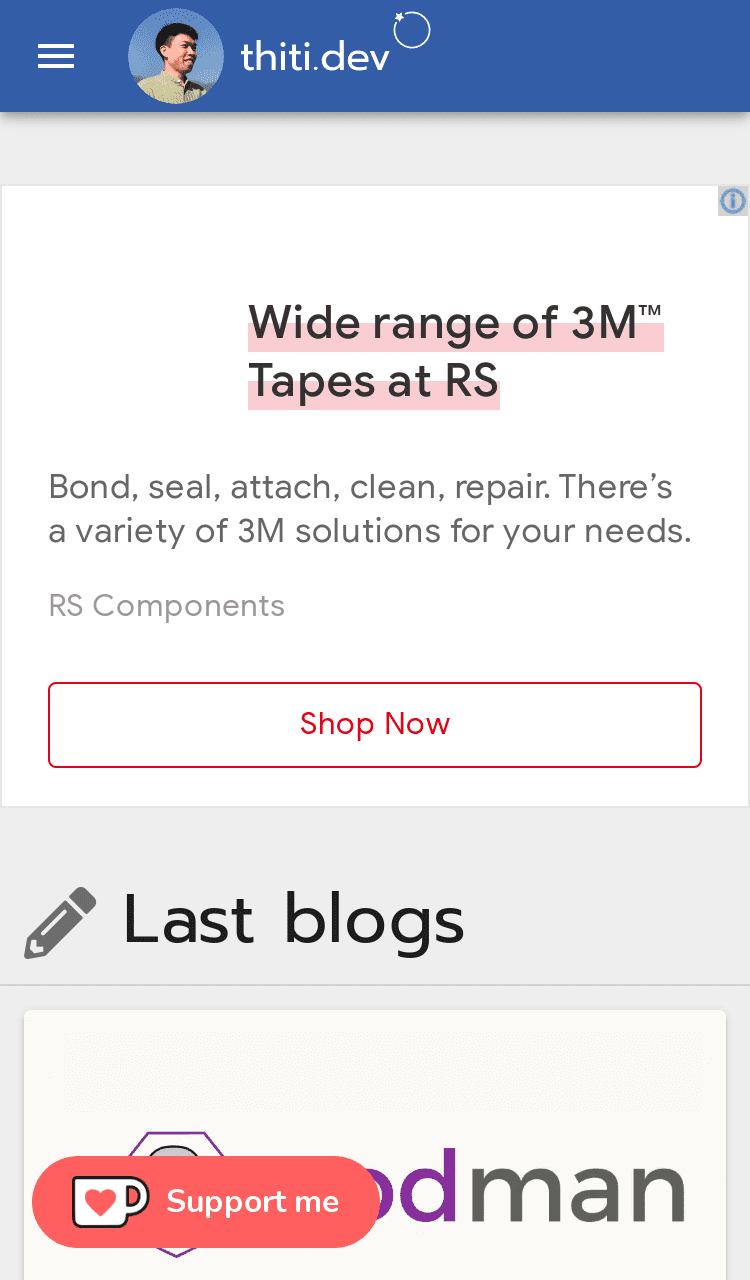 thiti.dev
Wide range of 3M™
Tapes at RS
Bond, seal, attach, clean, repair. There’s
a variety of 3M solutions for your needs.
RS Components
Shop Now
Last blogs
odman
Support me